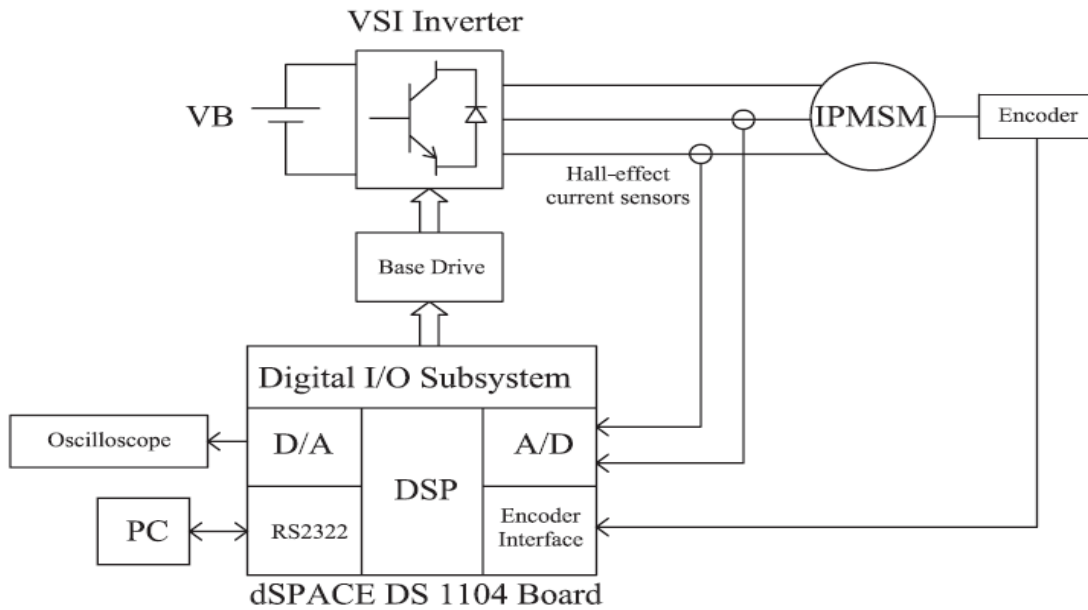 VSI Inverter
VB
IPMSM
Encoder
Hall-effect
current sensors
Base Drive
Digital I/O Subsystem
Oscilloscope
D/A
A/D
DSP
PC
RS2322
Encoder
Interface
dSPACE DS 1104 Board